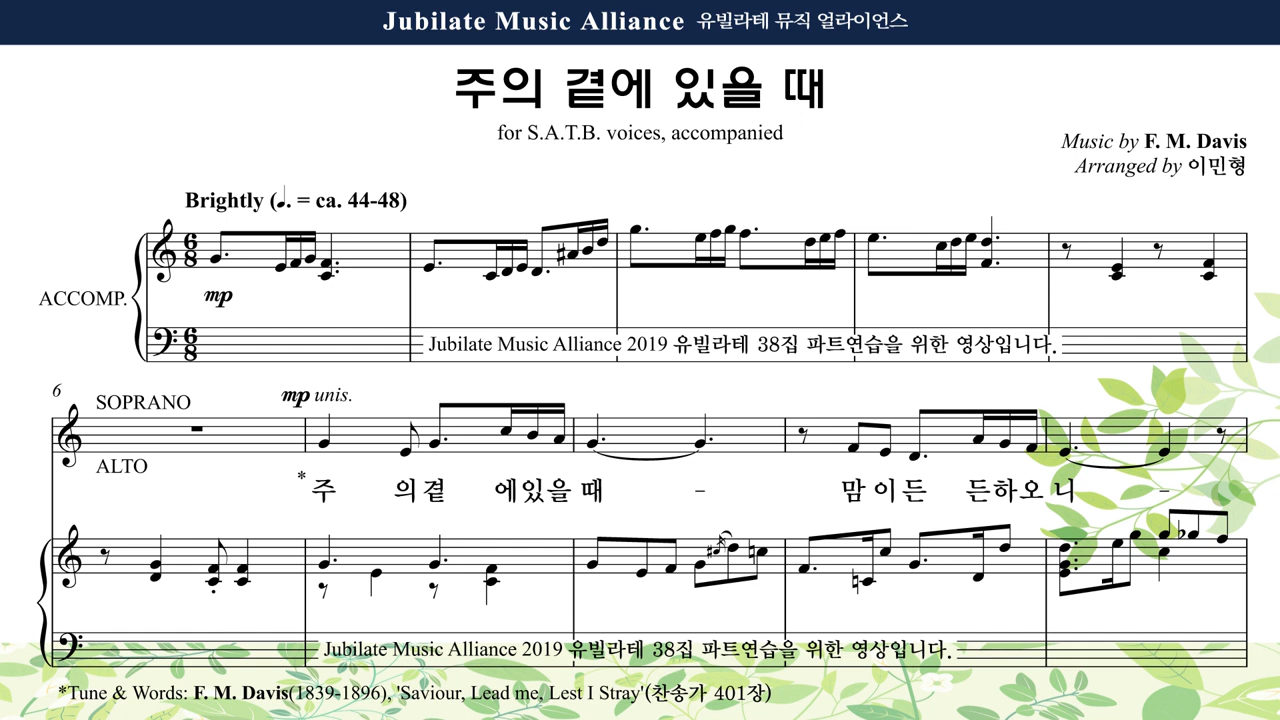 Jubilate Music Alliance 유빌라테 뮤직 얼라이언스
주의 곁에 있을 때
for S.A.T.B. voices, accompanied
Music by F. M. Davis
Arranged by 이민형
Brightly (♩. = ca. 44-48)
ACCOMP.
mp
Jubilate Music Alliance 2019 유빌라테 38집 파트연습을 위한 영상입니다.
6
SOPRANO
mp unis.
ALTO
* 주 의 곁 에 있을 때 - 맘 이 든 든하오 니 -
Jubilate Music Alliance 2019 유빌라테 38집 파트연습을 위한 영상입니다.
*Tune & Words: F. M. Davis(1839-1896), 'Saviour, Lead me, Lest I Stray'(찬송가 401장)